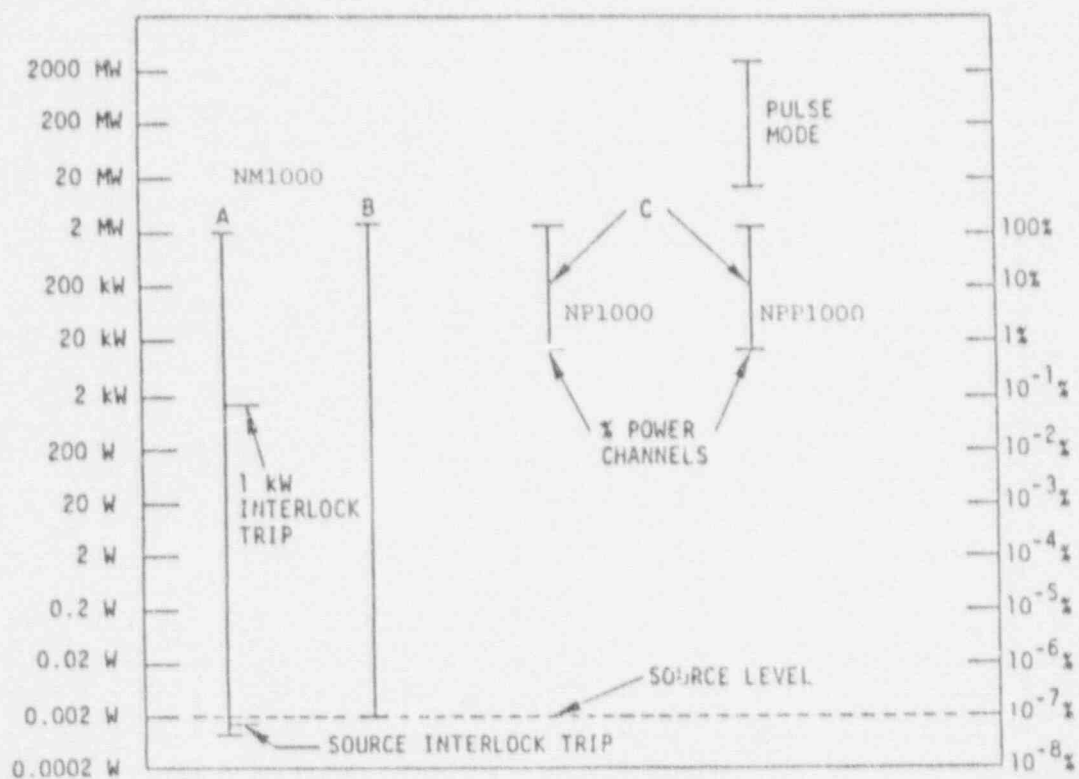 2000 MW
200 MW
20 MW
2 MW
200 kW
20 kW
2 kW
200 W
20 W
2 W
0.2 W
0.02 W
0.002 W
0.0002 W
NM1000
A
B
1 kW
INTERLOCK
TRIP
SOURCE INTERLOCK TRIP
C
NP1000
NPP1000
PULSE
MODE
% POWER
CHANNELS
SOURCE LEVEL
100%
10%
1%
10⁻¹%
10⁻²%
10⁻³%
10⁻⁴%
10⁻⁵%
10⁻⁶%
10⁻⁷%
10⁻⁸%